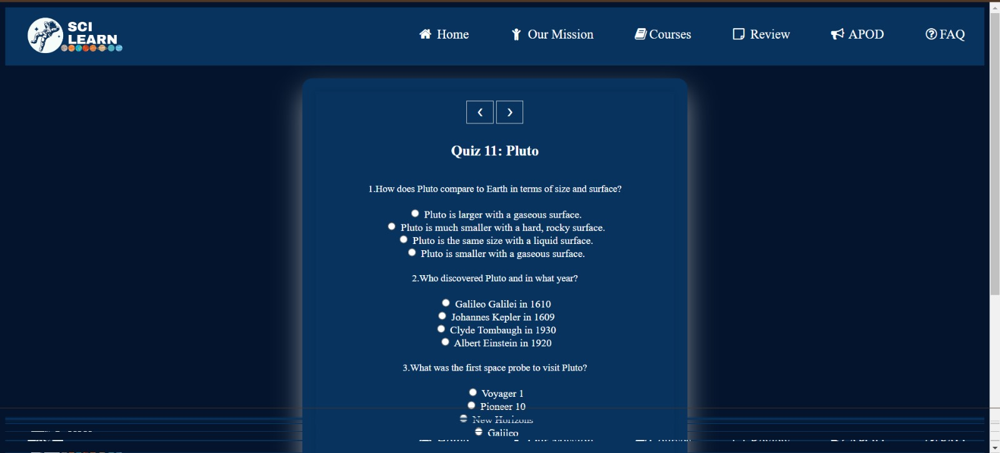 SCI
LEARN
Home
Our Mission
Courses
Review
APOD
FAQ
Quiz 11: Pluto
1.How does Pluto compare to Earth in terms of size and surface?
Pluto is larger with a gaseous surface.
Pluto is much smaller with a hard, rocky surface.
Pluto is the same size with a liquid surface.
Pluto is smaller with a gaseous surface.
2.Who discovered Pluto and in what year?
Galileo Galilei in 1610
Johannes Kepler in 1609
Clyde Tombaugh in 1930
Albert Einstein in 1920
3.What was the first space probe to visit Pluto?
Voyager 1
Pioneer 10
New Horizons
Galileo